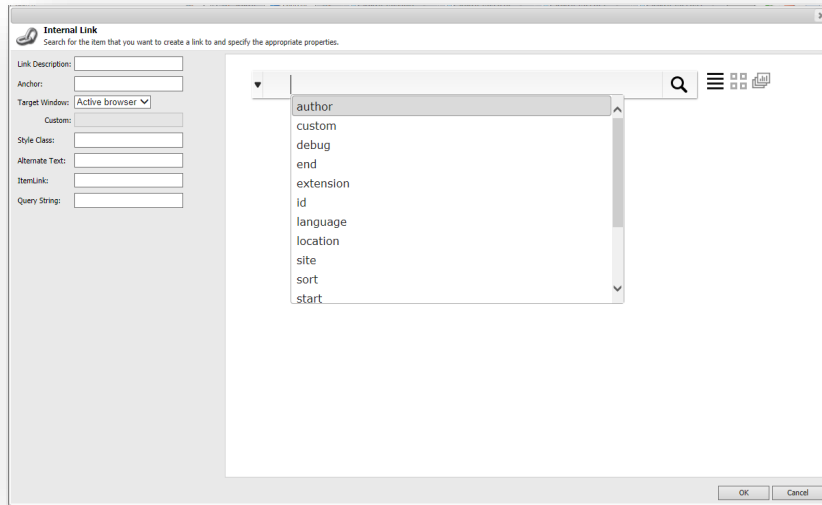 Internal Link
Search for the item that you want to create a link to and specify the appropriate properties.
Link Description:
Anchor:
Target Window: Active browser
Custom:
Style Class:
Alternate Text:
ItemLink:
Query String:
author
custom
debug
end
extension
id
language
location
site
sort
start
OK
Cancel